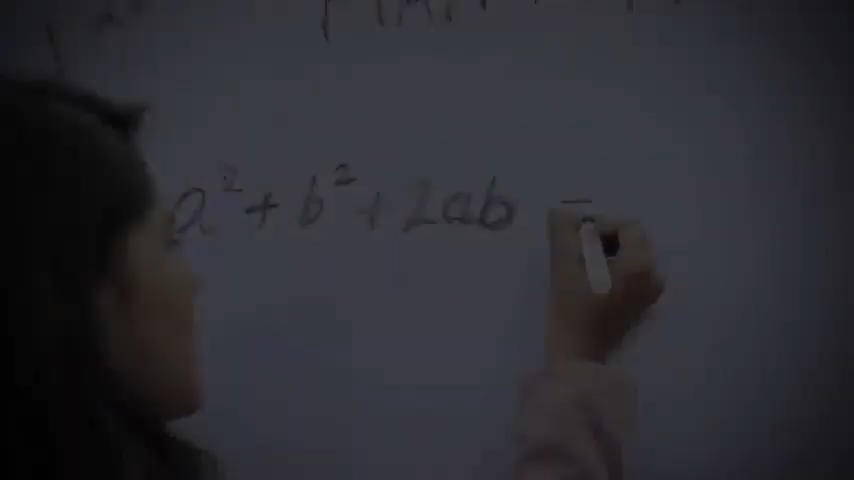 a² + b² + 2ab =